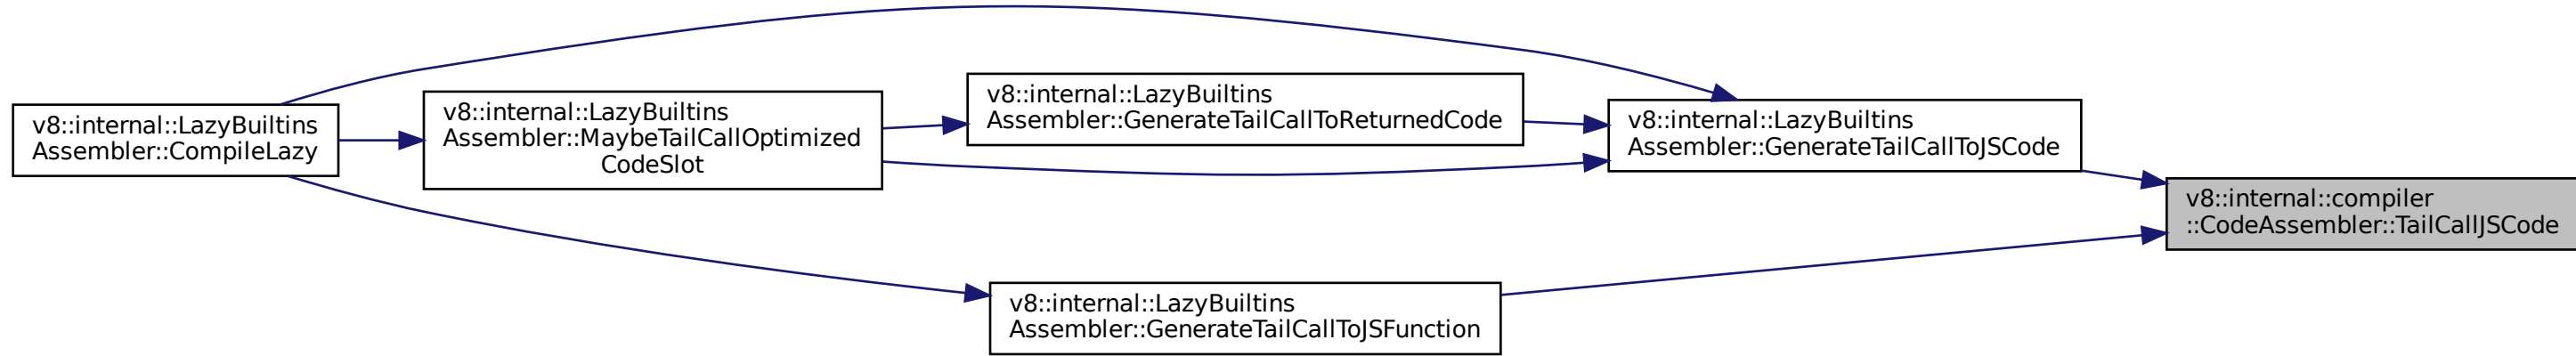 v8::internal::LazyBuiltins
Assembler::CompileLazy
v8::internal::LazyBuiltins
Assembler::MaybeTailCallOptimized
CodeSlot
v8::internal::LazyBuiltins
Assembler::GenerateTailCallToReturnedCode
v8::internal::LazyBuiltins
Assembler::GenerateTailCallToJSFunction
v8::internal::LazyBuiltins
Assembler::GenerateTailCallToJSCode
v8::internal::compiler
::CodeAssembler::TailCallJSCode